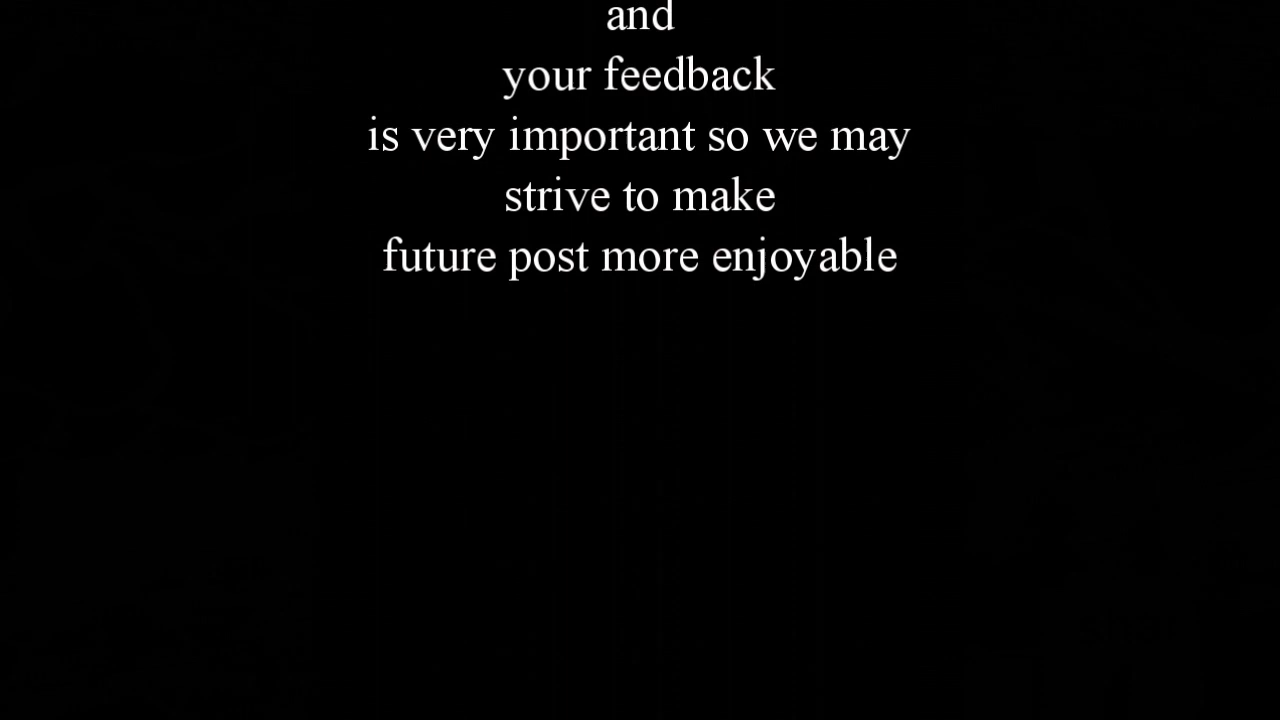 and
your feedback
is very important so we may
strive to make
future post more enjoyable